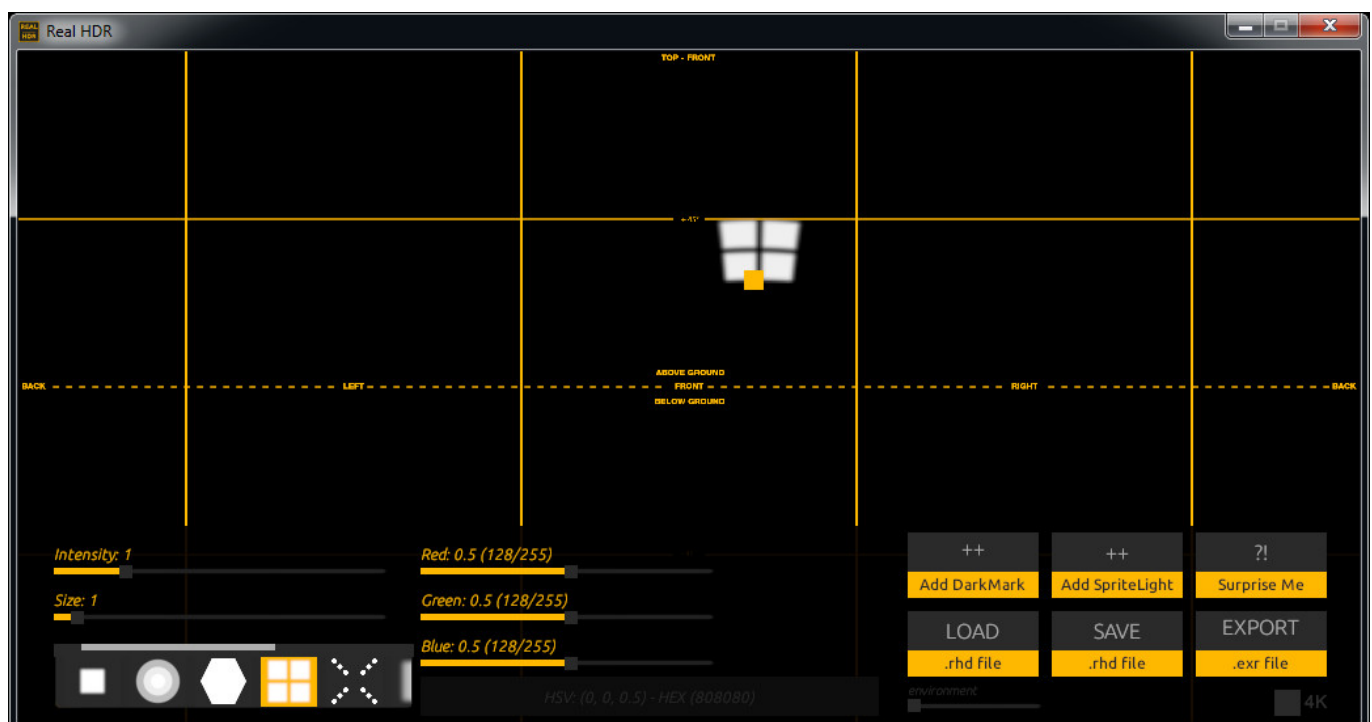 REAL HDR
Real HDR
TOP - FRONT
ABOVE GROUND
BACK
LEFT
FRONT
RIGHT
BACK
BELOW GROUND
Intensity: 1
Size: 1
Red: 0.5 (128/255)
Green: 0.5 (128/255)
Blue: 0.5 (128/255)
HSV: (0, 0, 0.5) - HEX (808080)
++
Add DarkMark
++
Add SpriteLight
?!
Surprise Me
LOAD
.rhd file
SAVE
.rhd file
EXPORT
.exr file
environment
4K